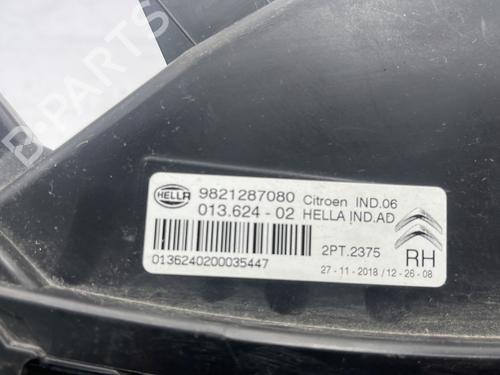 B-PARTS
HELLA 9821287080 Citroen IND.06
013.624 - 02 HELLA IND.AD
2PT.2375
0136240200035447
RH
27 - 11 - 2018 / 12 - 26 - 08